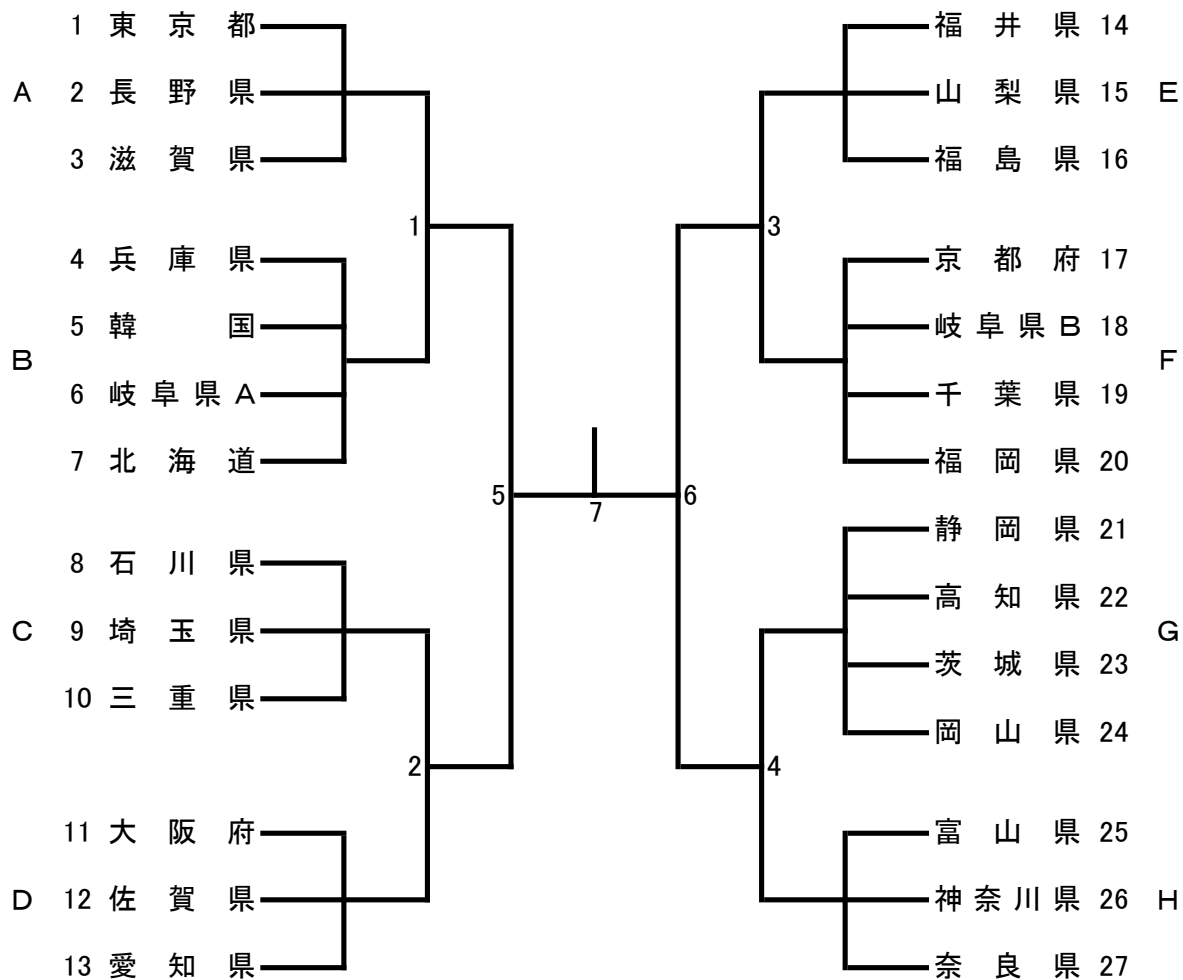 1 東京都
A 2 長野県
3 滋賀県
1
4 兵庫県
5 韓国
B
6 岐阜県A
7 北海道
5
8 石川県
C 9 埼玉県
10 三重県
2
11 大阪府
D 12 佐賀県
13 愛知県
7
福井県 14
山梨県 15 E
福島県 16
3
京都府 17
岐阜県B 18
F
千葉県 19
福岡県 20
6
静岡県 21
高知県 22
G
茨城県 23
岡山県 24
4
富山県 25
神奈川県 26 H
奈良県 27